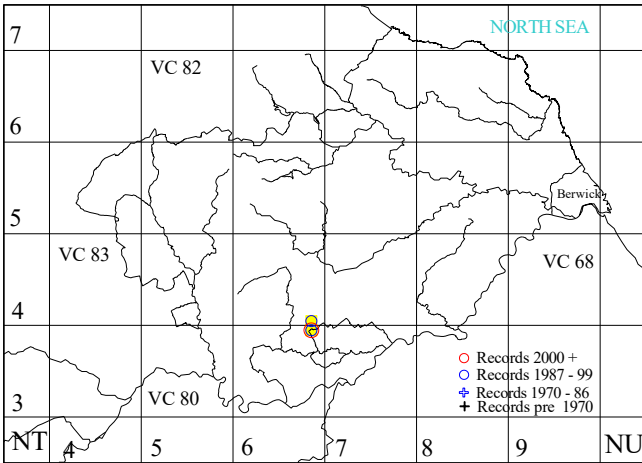 7
NORTH SEA
VC 82
6
Berwick
5
VC 83
VC 68
4
Records 2000 +
Records 1987 - 99
VC 80
Records 1970 - 86
Records pre 1970
3
NT 4 5 6 7 8 9 NU